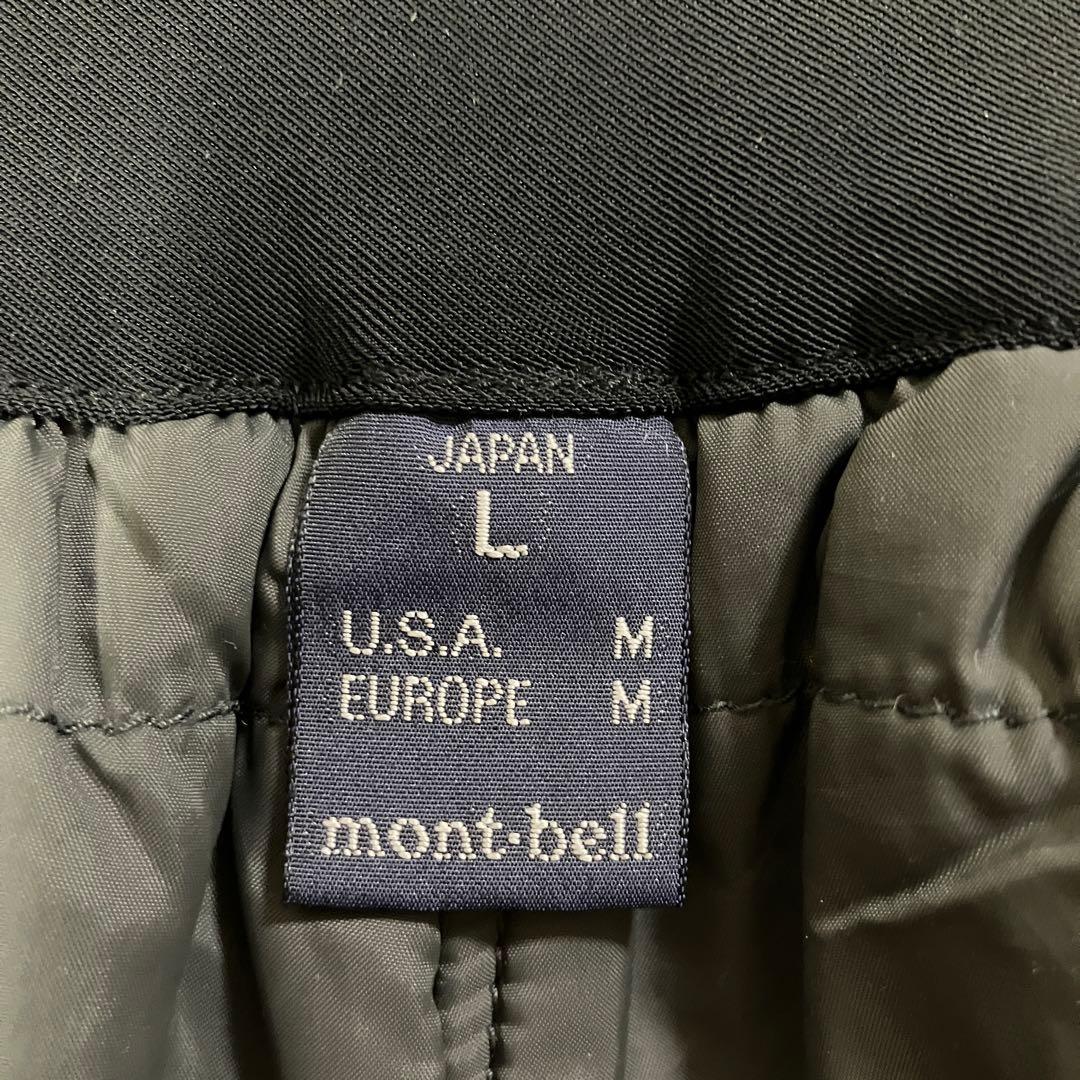 JAPAN
L
U.S.A. M
EUROPE M
mont·bell